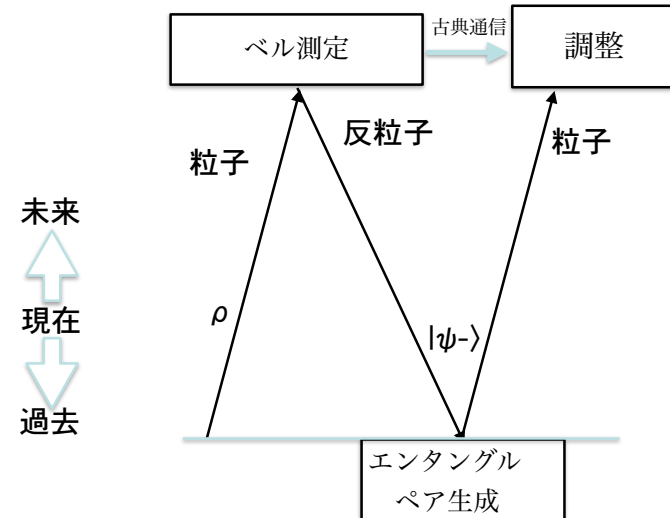 ベル測定
古典通信
調整
反粒子
粒子
粒子
未来
現在
過去
ρ
|ψ-⟩
エンタングル
ペア生成